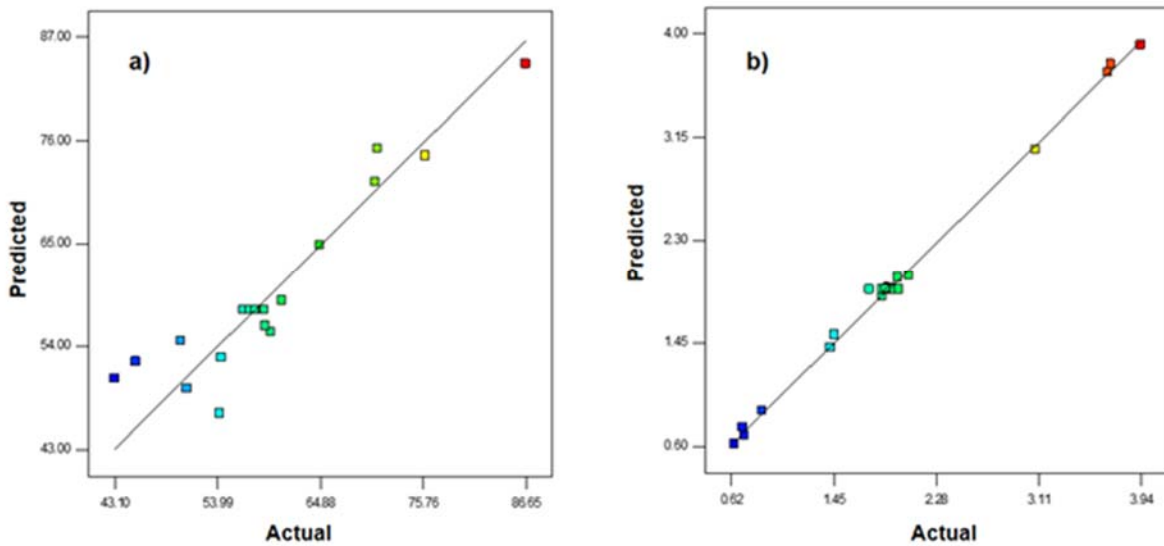 a)
87.00
76.00
65.00
54.00
43.00
Predicted
43.10 53.99 64.88 75.76 86.65
Actual
b)
4.00
3.15
2.30
1.45
0.60
Predicted
0.62 1.45 2.28 3.11 3.94
Actual